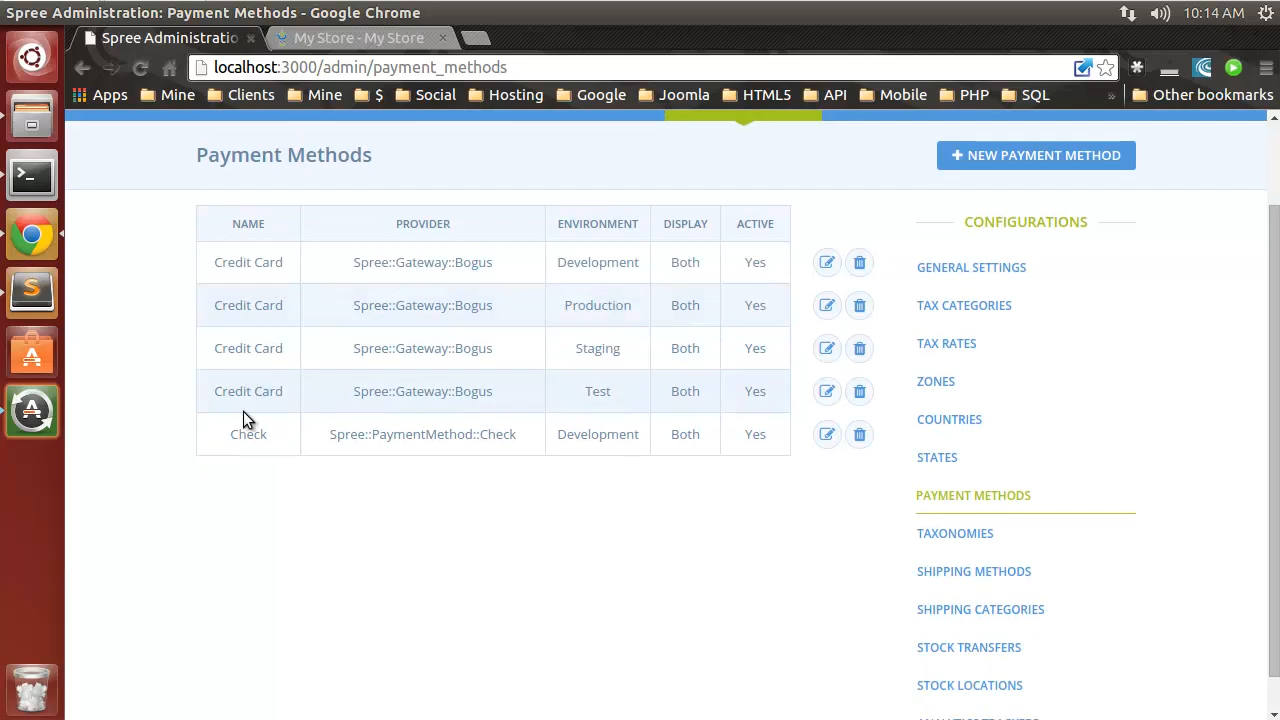 Spree Administration: Payment Methods - Google Chrome 10:14 AM
Spree Administratio × My Store - My Store ×
localhost:3000/admin/payment_methods
Apps Mine Clients Mine $ Social Hosting Google Joomla HTML5 API Mobile PHP SQL » Other bookmarks
Payment Methods + NEW PAYMENT METHOD
NAME PROVIDER ENVIRONMENT DISPLAY ACTIVE
Credit Card Spree::Gateway::Bogus Development Both Yes
Credit Card Spree::Gateway::Bogus Production Both Yes
Credit Card Spree::Gateway::Bogus Staging Both Yes
Credit Card Spree::Gateway::Bogus Test Both Yes
Check Spree::PaymentMethod::Check Development Both Yes
CONFIGURATIONS
GENERAL SETTINGS
TAX CATEGORIES
TAX RATES
ZONES
COUNTRIES
STATES
PAYMENT METHODS
TAXONOMIES
SHIPPING METHODS
SHIPPING CATEGORIES
STOCK TRANSFERS
STOCK LOCATIONS